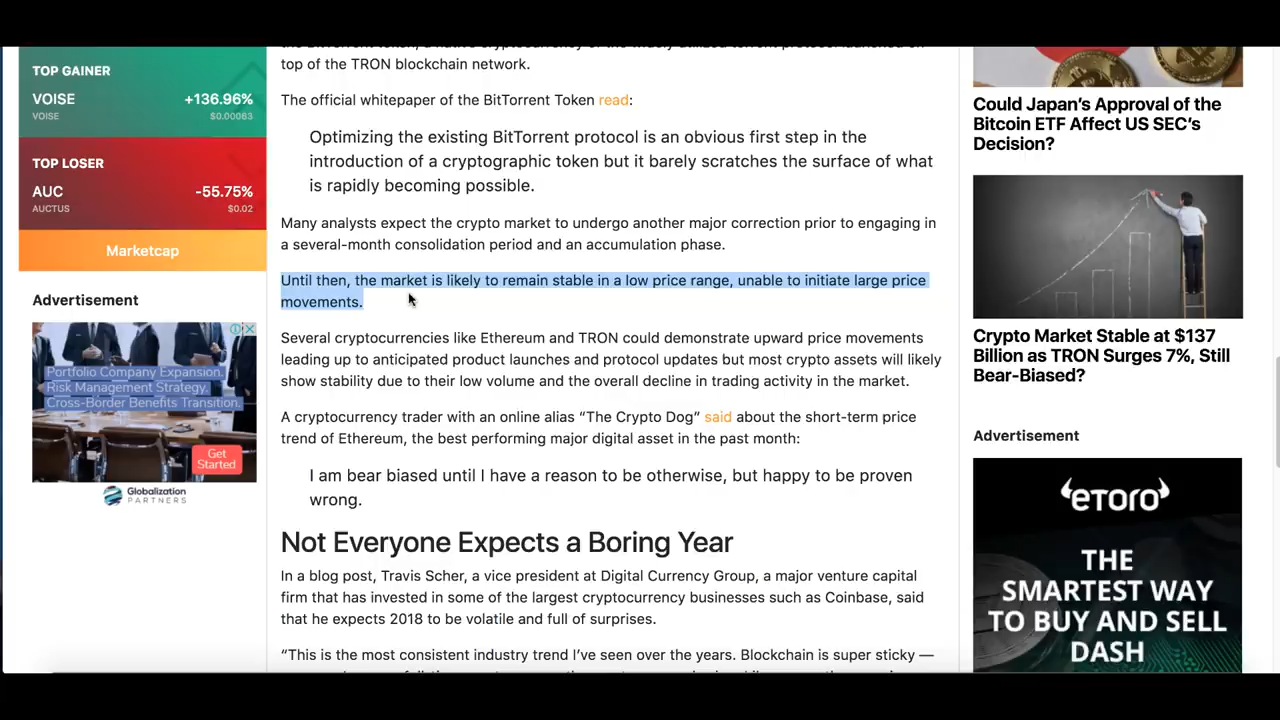 TOP GAINER
VOISE +136.96%
VOISE $0.00063
TOP LOSER
AUC -55.75%
AUCTUS $0.02
Marketcap
Advertisement
Portfolio Company Expansion.
Risk Management Strategy.
Cross-Border Benefits Transition.
Get
Started
Globalization
PARTNERS
top of the TRON blockchain network.
The official whitepaper of the BitTorrent Token read:
Optimizing the existing BitTorrent protocol is an obvious first step in the
introduction of a cryptographic token but it barely scratches the surface of what
is rapidly becoming possible.
Many analysts expect the crypto market to undergo another major correction prior to engaging in
a several-month consolidation period and an accumulation phase.
Until then, the market is likely to remain stable in a low price range, unable to initiate large price
movements.
Several cryptocurrencies like Ethereum and TRON could demonstrate upward price movements
leading up to anticipated product launches and protocol updates but most crypto assets will likely
show stability due to their low volume and the overall decline in trading activity in the market.
A cryptocurrency trader with an online alias “The Crypto Dog” said about the short-term price
trend of Ethereum, the best performing major digital asset in the past month:
I am bear biased until I have a reason to be otherwise, but happy to be proven
wrong.
Not Everyone Expects a Boring Year
In a blog post, Travis Scher, a vice president at Digital Currency Group, a major venture capital
firm that has invested in some of the largest cryptocurrency businesses such as Coinbase, said
that he expects 2018 to be volatile and full of surprises.
“This is the most consistent industry trend I’ve seen over the years. Blockchain is super sticky —
Could Japan’s Approval of the
Bitcoin ETF Affect US SEC’s
Decision?
Crypto Market Stable at $137
Billion as TRON Surges 7%, Still
Bear-Biased?
Advertisement
eTORO
THE
SMARTEST WAY
TO BUY AND SELL
DASH